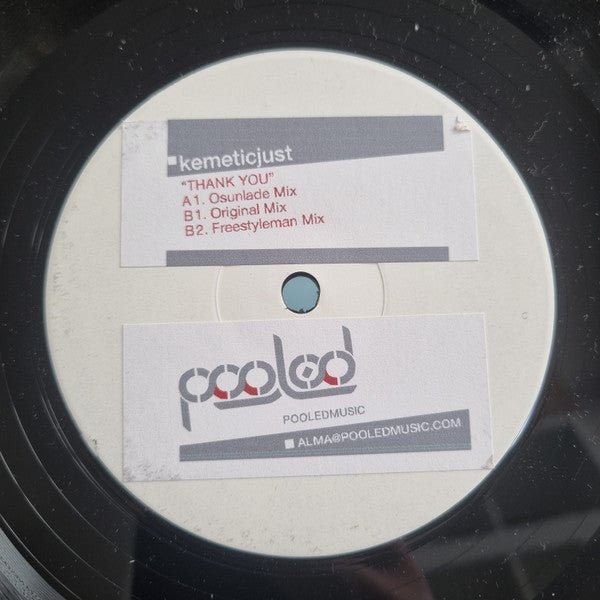 kemeticjust
"THANK YOU"
A1. Osunlade Mix
B1. Original Mix
B2. Freestyleman Mix
pooled
POOLEDMUSIC
ALMA@POOLEDMUSIC.COM